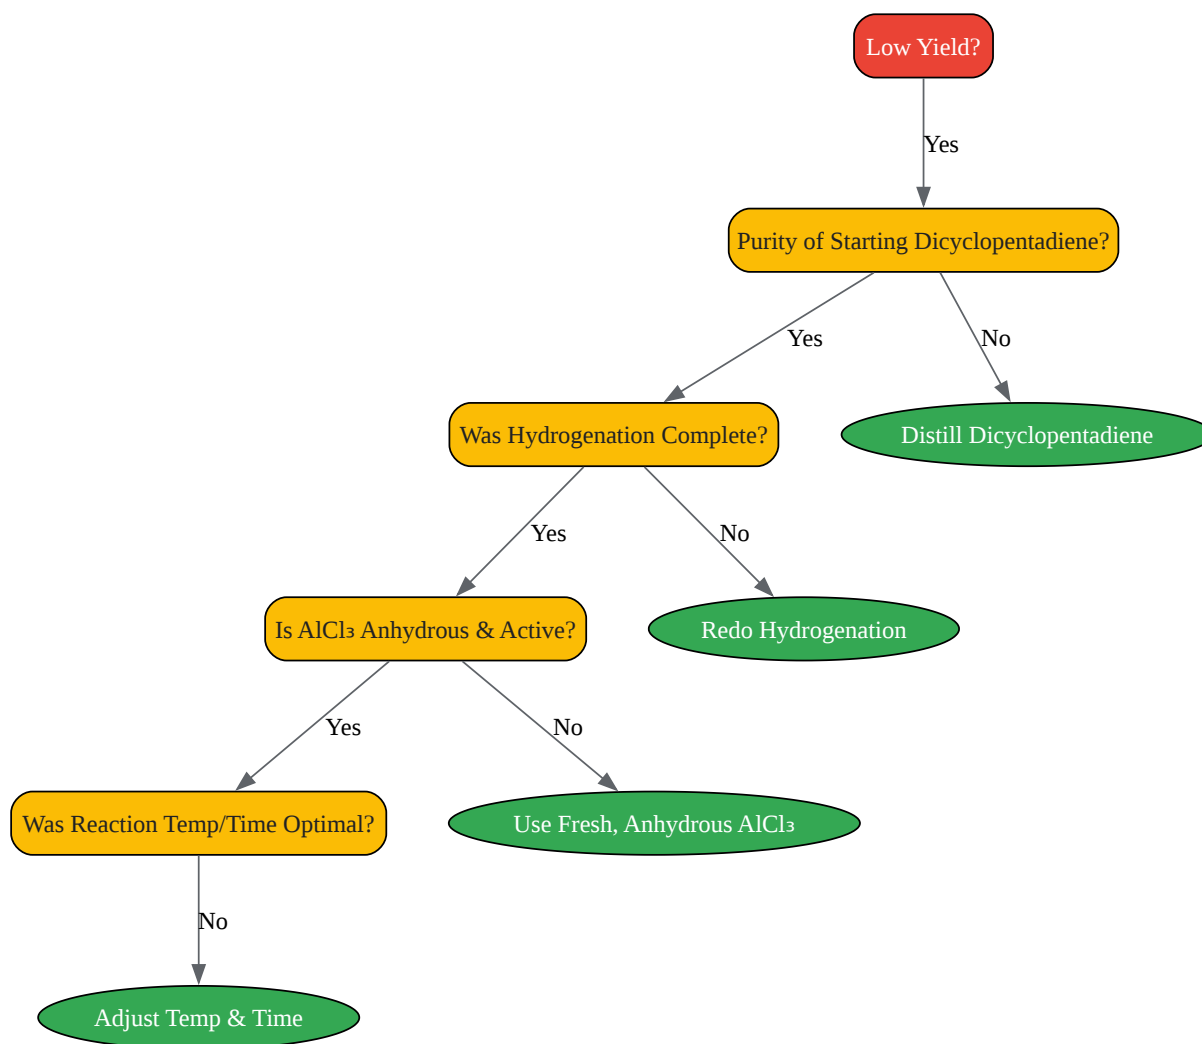 Low Yield?
Yes
Purity of Starting Dicyclopentadiene?
Yes
No
Was Hydrogenation Complete?
Distill Dicyclopentadiene
Yes
No
Is AlCl₃ Anhydrous & Active?
Redo Hydrogenation
Yes
No
Was Reaction Temp/Time Optimal?
Use Fresh, Anhydrous AlCl₃
No
Adjust Temp & Time